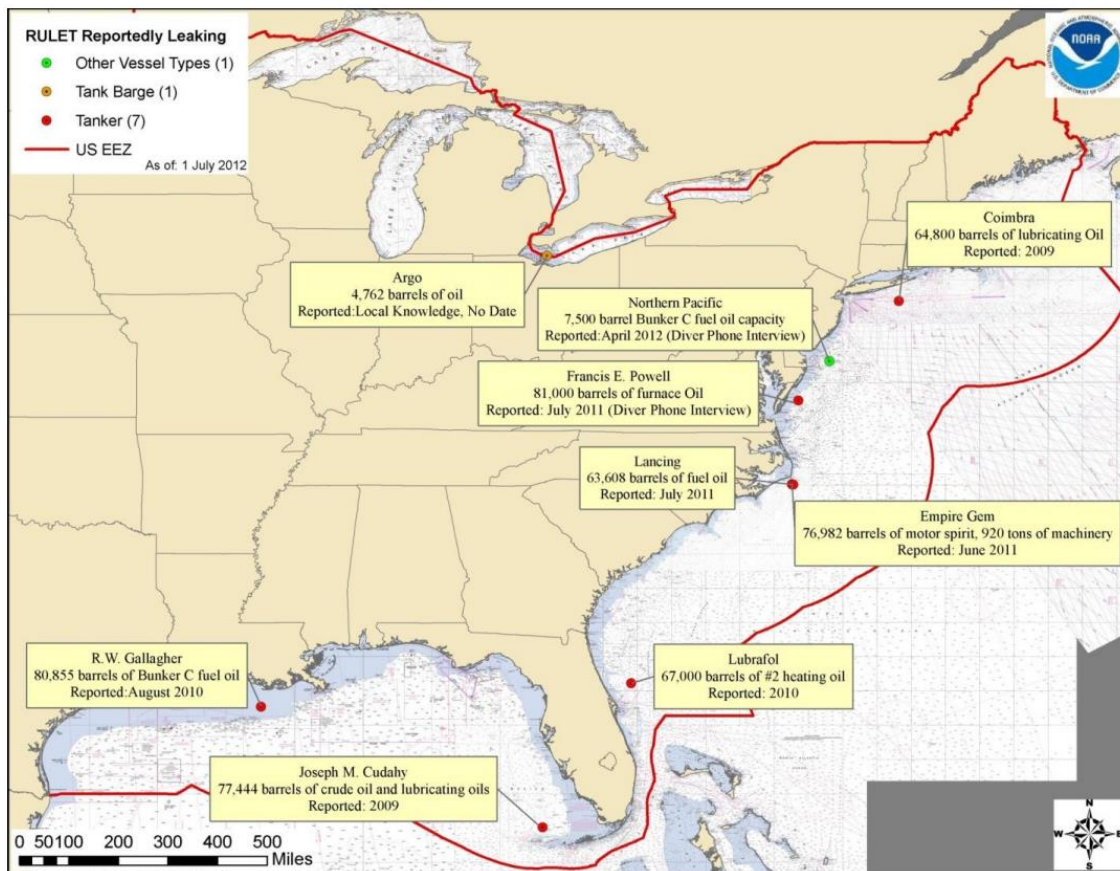 RULET Reportedly Leaking
Other Vessel Types (1)
Tank Barge (1)
Tanker (7)
US EEZ
As of: 1 July 2012
NOAA
Coimbra
64,800 barrels of lubricating Oil
Reported: 2009
Argo
4,762 barrels of oil
Reported:Local Knowledge, No Date
Northern Pacific
7,500 barrel Bunker C fuel oil capacity
Reported:April 2012 (Diver Phone Interview)
Francis E. Powell
81,000 barrels of furnace Oil
Reported: July 2011 (Diver Phone Interview)
Lancing
63,608 barrels of fuel oil
Reported: July 2011
Empire Gem
76,982 barrels of motor spirit, 920 tons of machinery
Reported: June 2011
R.W. Gallagher
80,855 barrels of Bunker C fuel oil
Reported:August 2010
Lubrafol
67,000 barrels of #2 heating oil
Reported: 2010
Joseph M. Cudahy
77,444 barrels of crude oil and lubricating oils
Reported: 2009
0 50100 200 300 400 500
Miles
N
W E
S